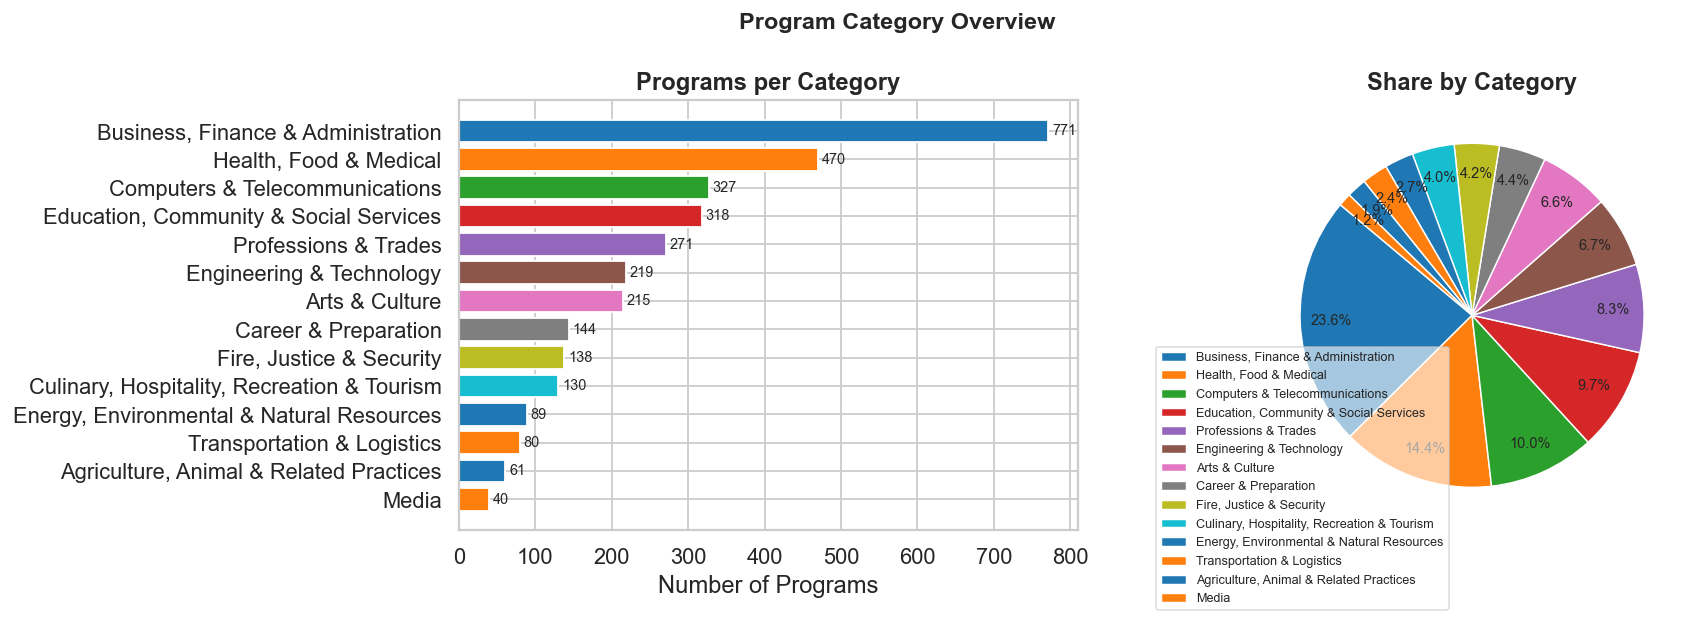 Program Category Overview
Programs per Category
Business, Finance & Administration
771
Health, Food & Medical
470
Computers & Telecommunications
327
Education, Community & Social Services
318
Professions & Trades
271
Engineering & Technology
219
Arts & Culture
215
Career & Preparation
144
Fire, Justice & Security
138
Culinary, Hospitality, Recreation & Tourism
130
Energy, Environmental & Natural Resources
89
Transportation & Logistics
80
Agriculture, Animal & Related Practices
61
Media
40
0 100 200 300 400 500 600 700 800
Number of Programs
Share by Category
23.6%
14.4%
10.0%
9.7%
8.3%
6.7%
6.6%
4.4%
4.2%
4.0%
2.7%
2.4%
1.9%
1.2%
Business, Finance & Administration
Health, Food & Medical
Computers & Telecommunications
Education, Community & Social Services
Professions & Trades
Engineering & Technology
Arts & Culture
Career & Preparation
Fire, Justice & Security
Culinary, Hospitality, Recreation & Tourism
Energy, Environmental & Natural Resources
Transportation & Logistics
Agriculture, Animal & Related Practices
Media